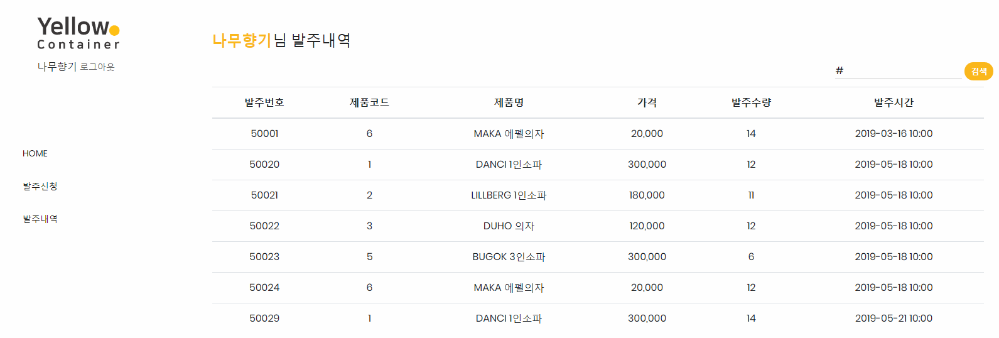 Yellow
Container
나무향기 로그아웃
HOME
발주신청
발주내역
나무향기님 발주내역
# 검색
발주번호 제품코드 제품명 가격 발주수량 발주시간
50001 6 MAKA 에펠의자 20,000 14 2019-03-16 10:00
50020 1 DANCI 1인소파 300,000 12 2019-05-18 10:00
50021 2 LILLBERG 1인소파 180,000 11 2019-05-18 10:00
50022 3 DUHO 의자 120,000 12 2019-05-18 10:00
50023 5 BUGOK 3인소파 300,000 6 2019-05-18 10:00
50024 6 MAKA 에펠의자 20,000 12 2019-05-18 10:00
50029 1 DANCI 1인소파 300,000 14 2019-05-21 10:00